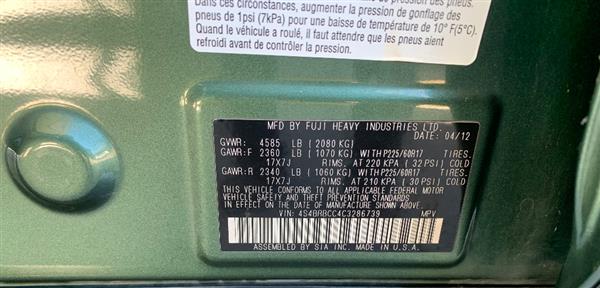 de pression des pneus.
Dans ces circonstances, augmenter la pression de gonflage des
pneus de 1psi (7kPa) pour une baisse de température de 10° F(5°C).
Quand le véhicule a roulé, il faut attendre que les pneus aient
refroidi avant de contrôler la pression.
MFD BY FUJI HEAVY INDUSTRIES LTD.
DATE: 04/12
GVWR: 4585 LB ( 2080 KG)
GAWR:F 2360 LB ( 1070 KG) WITH P225/60R17 TIRES.
17X7J RIMS. AT 220 KPA ( 32 PSI) COLD
GAWR:R 2340 LB ( 1060 KG) WITH P225/60R17 TIRES.
17X7J RIMS. AT 210 KPA ( 30 PSI) COLD
THIS VEHICLE CONFORMS TO ALL APPLICABLE FEDERAL MOTOR
VEHICLE SAFETY AND THEFT PREVENTION STANDARDS
IN EFFECT ON THE DATE OF MANUFACTURE SHOWN ABOVE.
VIN: 4S4BRBCC4C3286739 MPV
ASSEMBLED BY SIA INC. MADE IN U.S.A.